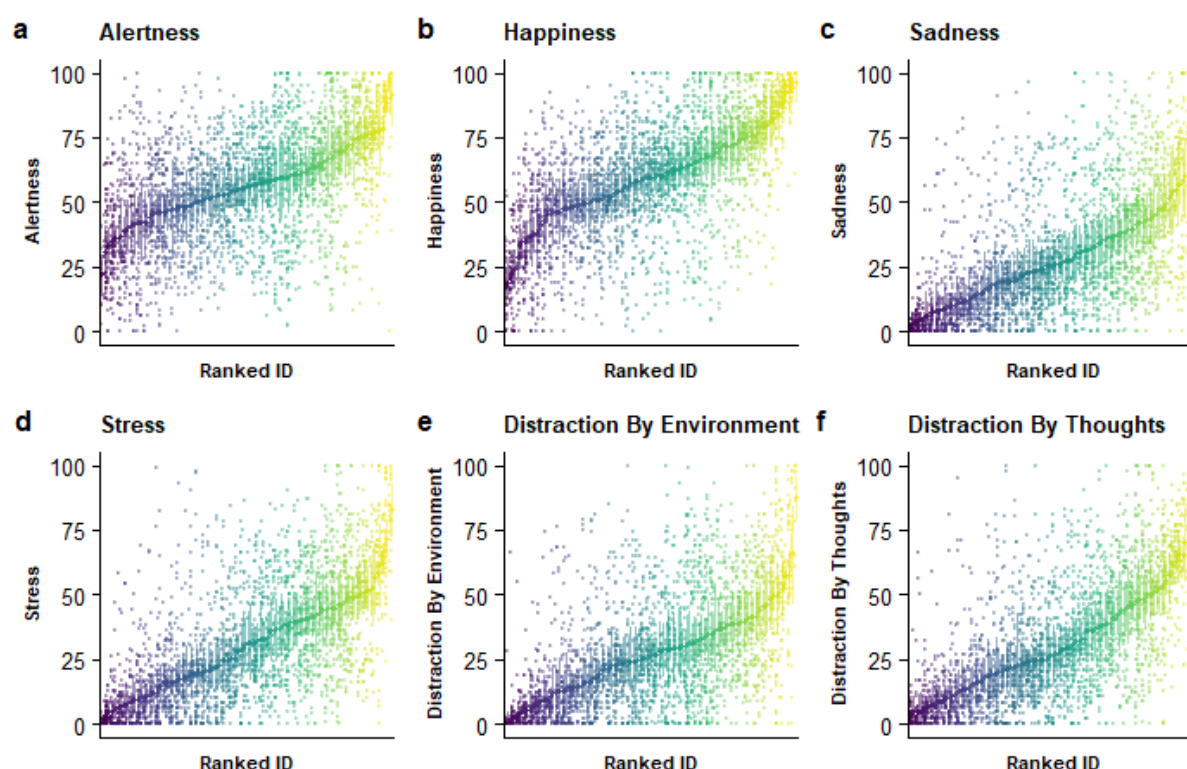 a Alertness
100
75
50
25
0
Alertness
Ranked ID
b Happiness
100
75
50
25
0
Happiness
Ranked ID
c Sadness
100
75
50
25
0
Sadness
Ranked ID
d Stress
100
75
50
25
0
Stress
Ranked ID
e Distraction By Environment
100
75
50
25
0
Distraction By Environment
Ranked ID
f Distraction By Thoughts
100
75
50
25
0
Distraction By Thoughts
Ranked ID